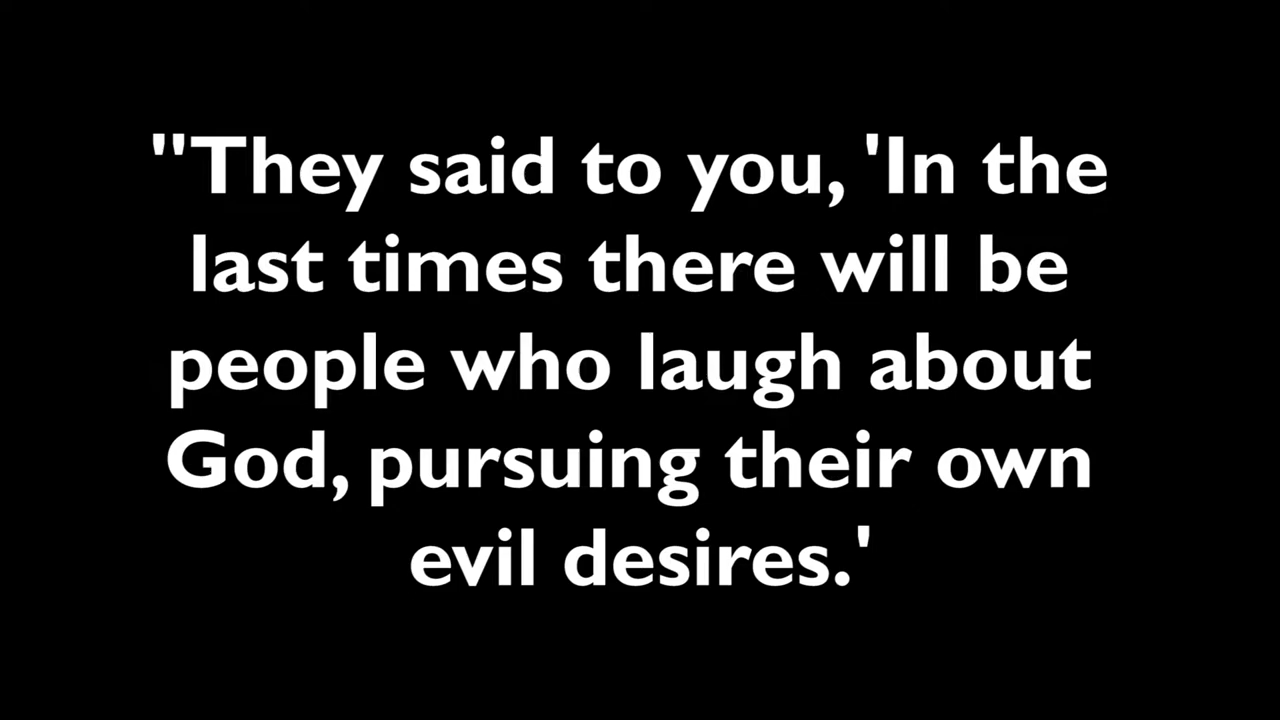 "They said to you, 'In the
last times there will be
people who laugh about
God, pursuing their own
evil desires.'